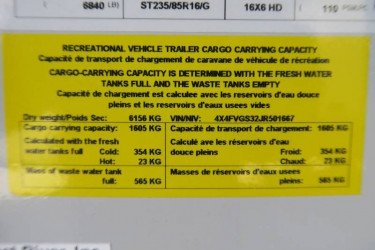 6840 LB) ST235/85R16/G 16X6 HD 110
RECREATIONAL VEHICLE TRAILER CARGO CARRYING CAPACITY
Capacité de transport de chargement de caravane de véhicule de récréation
CARGO-CARRYING CAPACITY IS DETERMINED WITH THE FRESH WATER
TANKS FULL AND THE WASTE TANKS EMPTY
Capacité de chargement est calculée avec les reservoirs d'eau douce
pleins et les reservoirs d'eaux usees vides
Dry weight/Poids Sec: 6156 KG VIN/NIV: 4X4FVGS32JR501667
Cargo carrying capacity: 1605 KG Capacité de transport de chargement: 1605 KG
Calculated with the fresh Calculé ave les réservoirs d'eau
water tanks full Cold: 354 KG douce pleins Froid: 354 KG
Hot: 23 KG Chaud: 23 KG
Mass of waste water tank Masses de réservoirs d'eaux usees
full: 565 KG pleins: 565 KG
River, Inc.